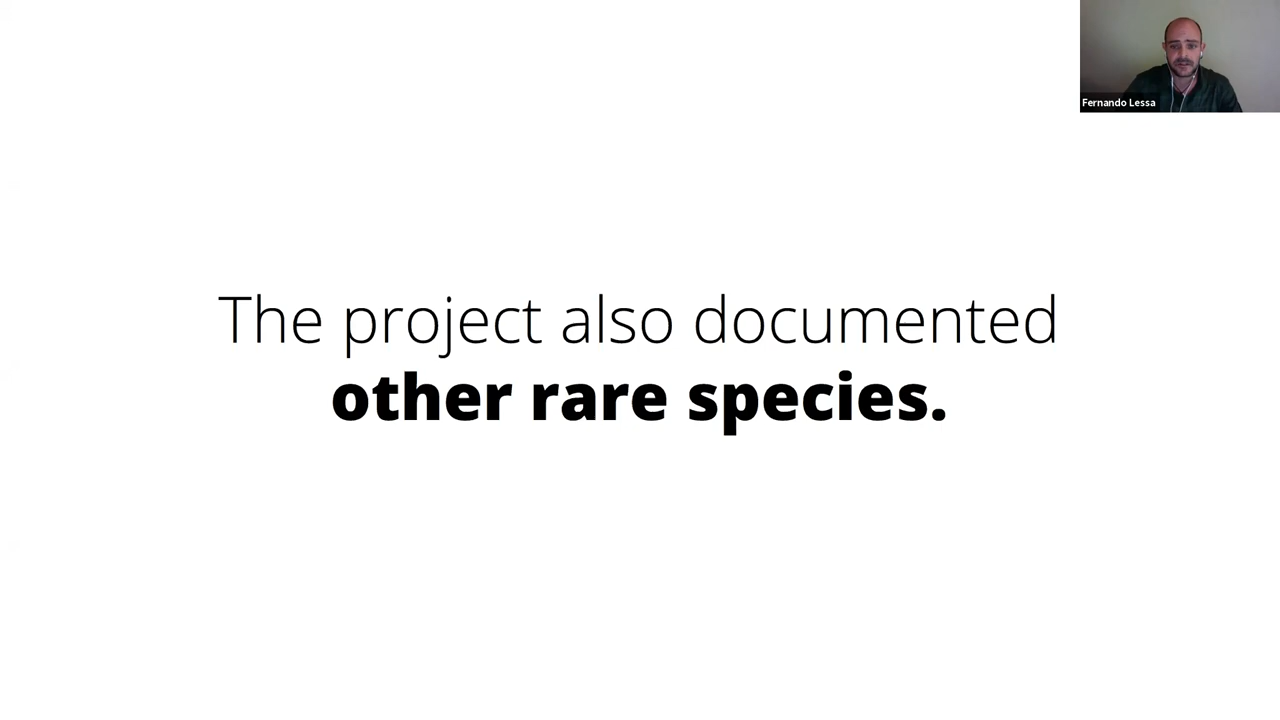 Fernando Lessa
The project also documented
other rare species.